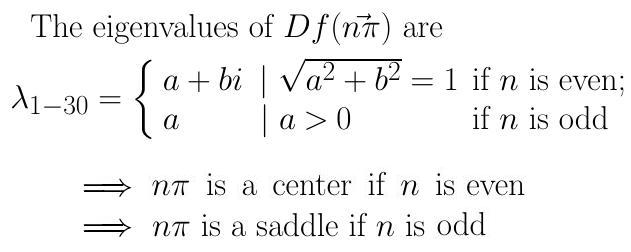 The eigenvalues of $Df(\vec{n\pi})$ are
$\lambda_{1-30} = \begin{cases} a + bi \mid \sqrt{a^2 + b^2} = 1 & \text{if } n \text{ is even;} \\ a \mid a > 0 & \text{if } n \text{ is odd} \end{cases}$
$\implies n\pi$ is a center if $n$ is even
$\implies n\pi$ is a saddle if $n$ is odd